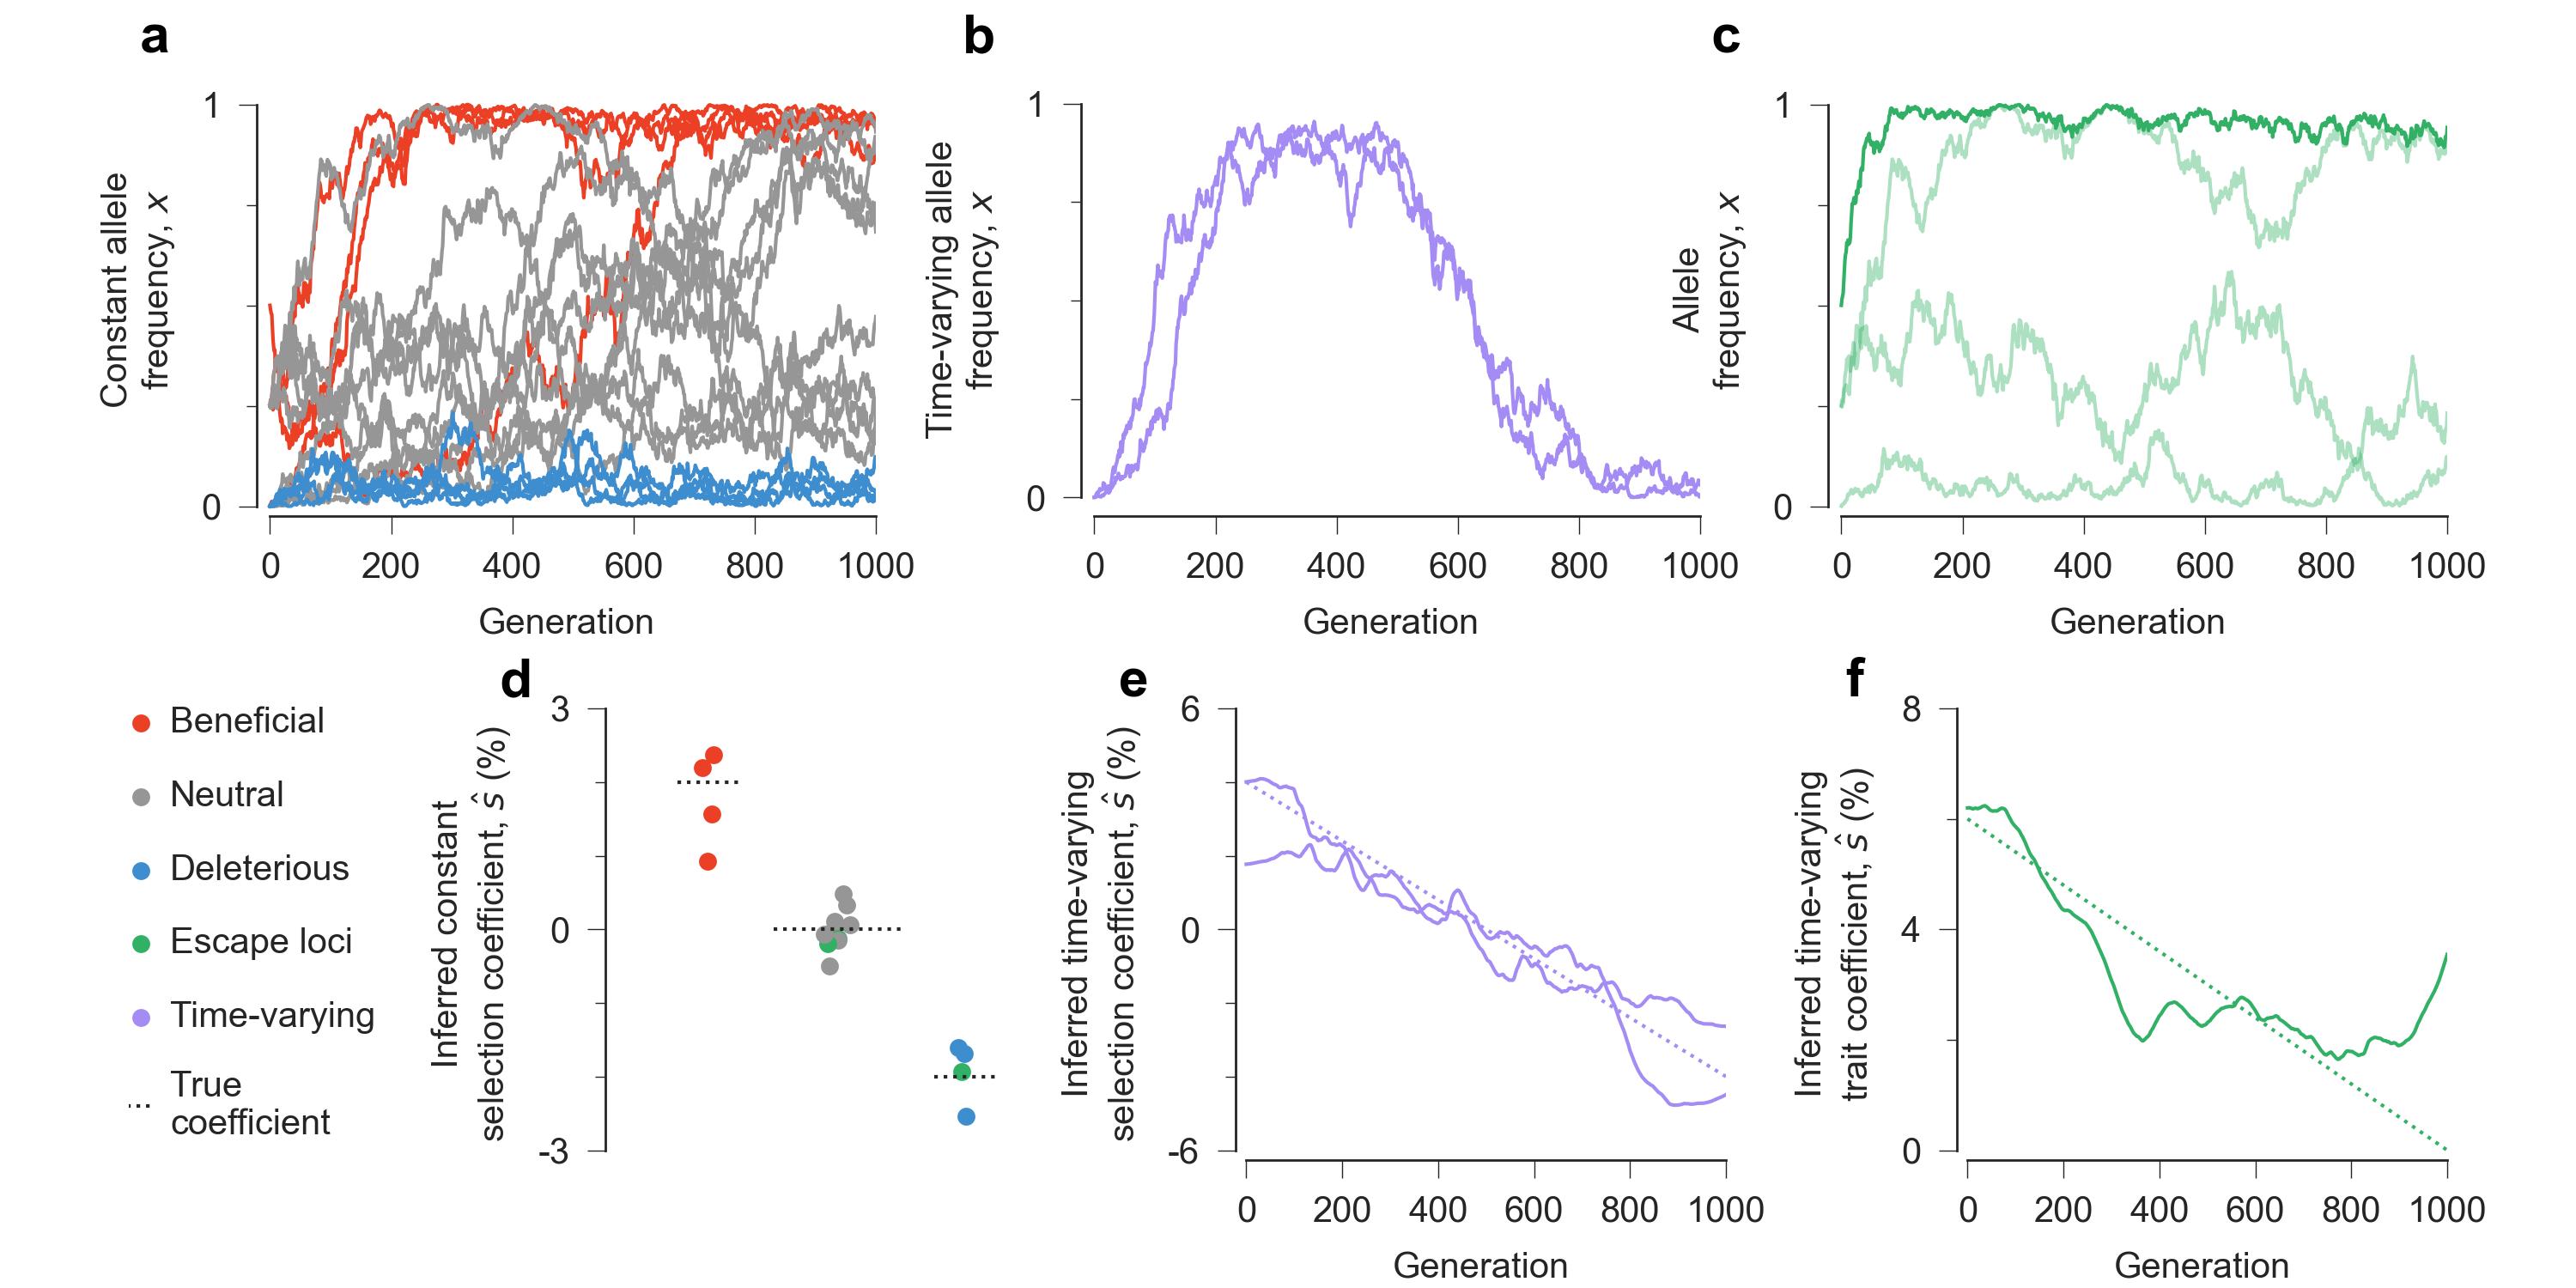 a
1
0
Constant allele
frequency, x
0 200 400 600 800 1000
Generation
b
1
0
Time-varying allele
frequency, x
0 200 400 600 800 1000
Generation
c
1
0
Allele
frequency, x
0 200 400 600 800 1000
Generation
Beneficial
Neutral
Deleterious
Escape loci
Time-varying
True
coefficient
d
3
0
-3
Inferred constant
selection coefficient, ŝ (%)
e
6
0
-6
Inferred time-varying
selection coefficient, ŝ (%)
0 200 400 600 800 1000
Generation
f
8
4
0
Inferred time-varying
trait coefficient, ŝ (%)
0 200 400 600 800 1000
Generation